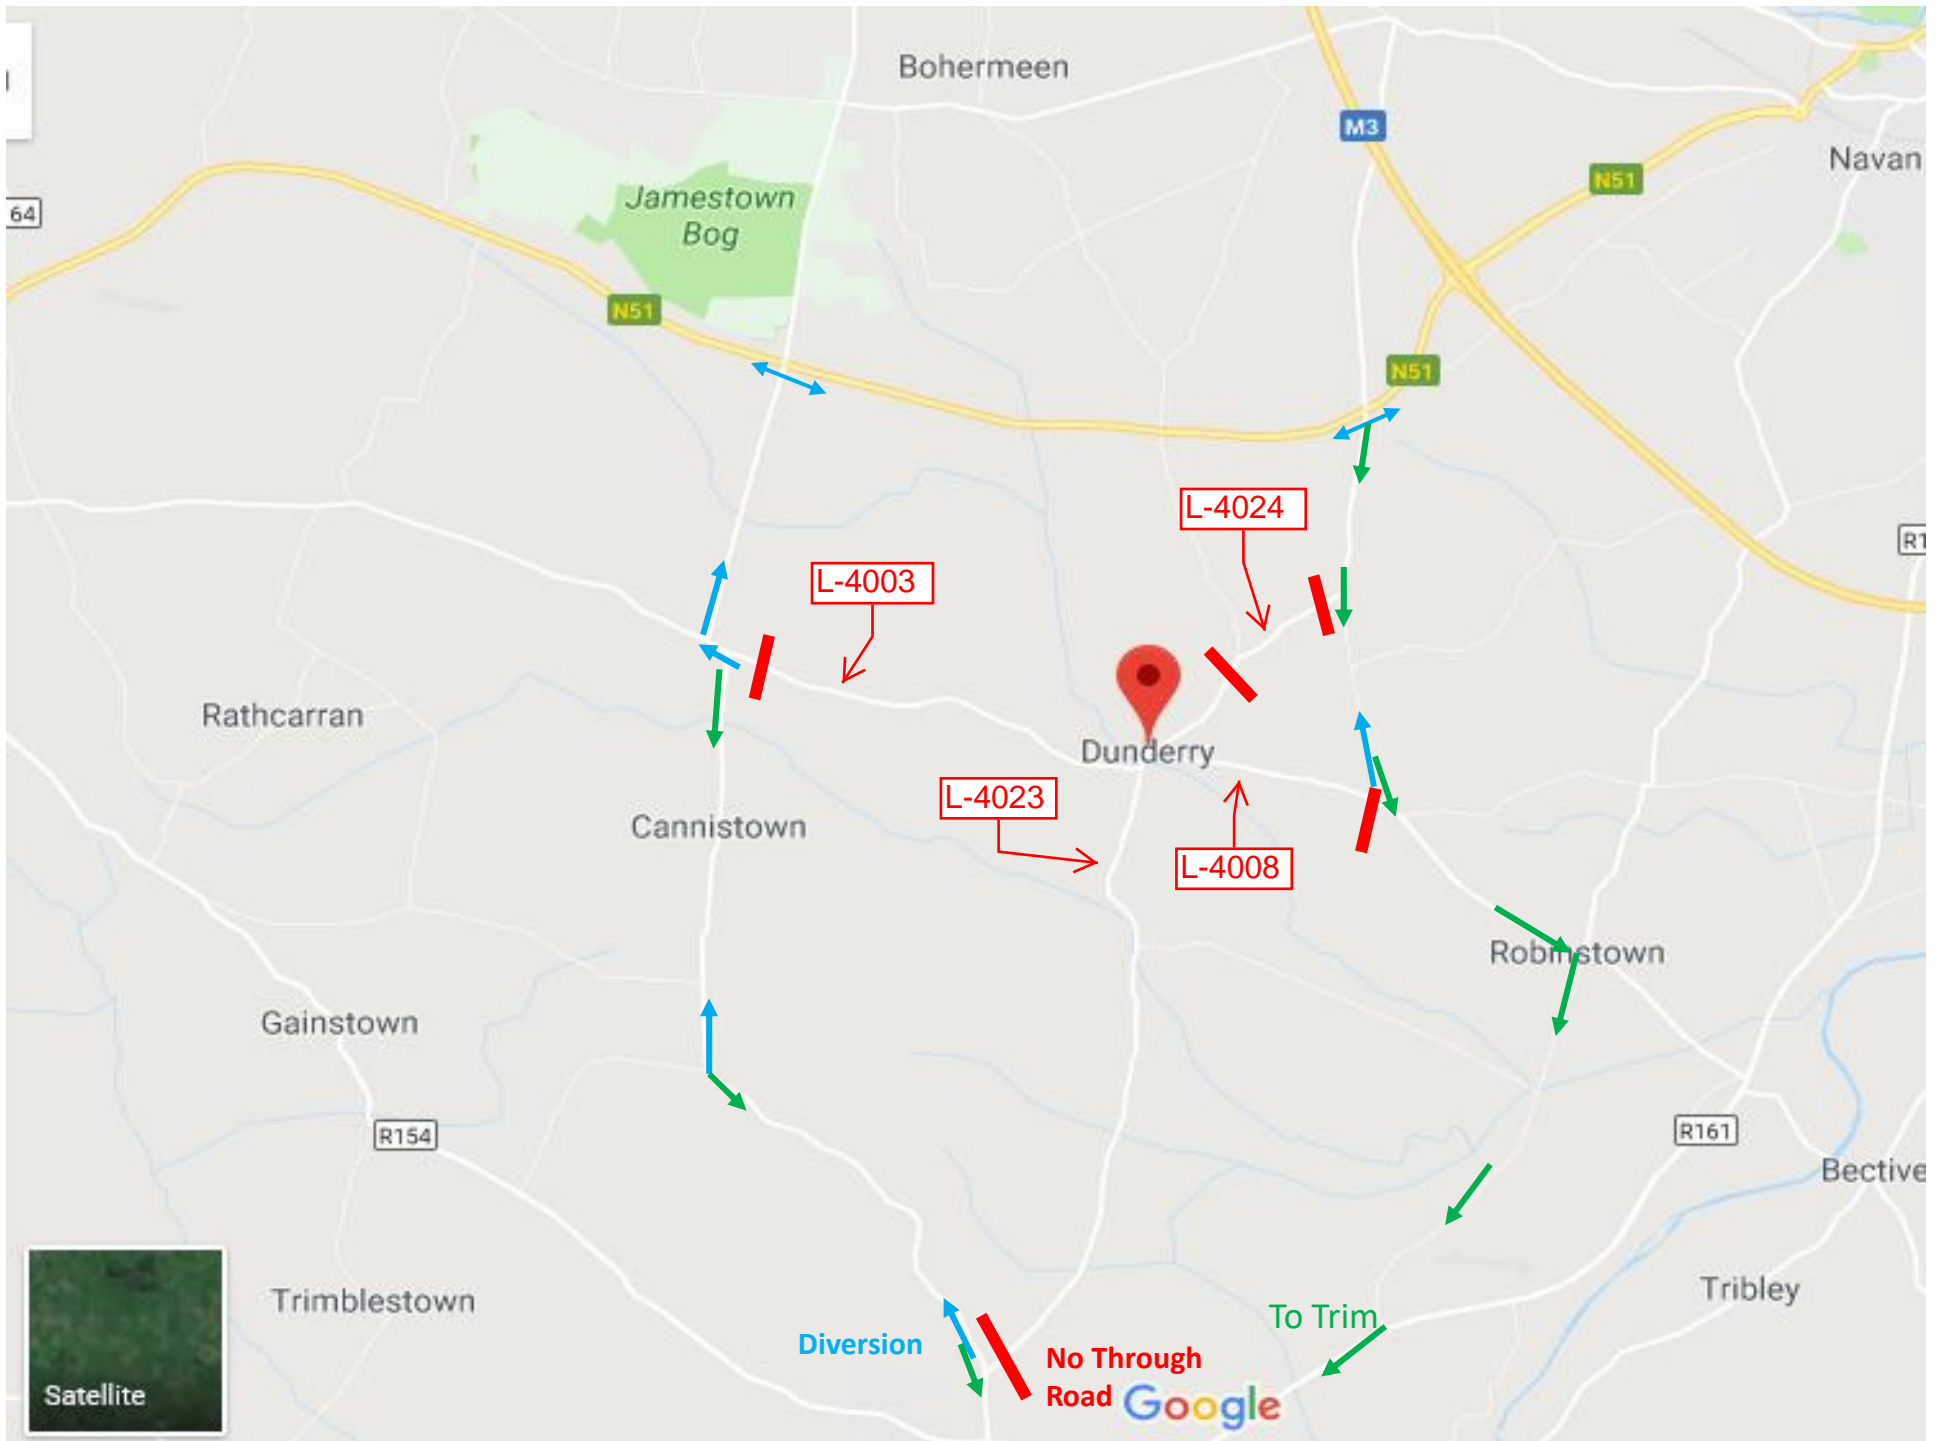 Bohermeen
M3
Navan
N51
Jamestown
Bog
64
N51
N51
L-4024
R1
L-4003
Rathcarran
Dunderry
L-4023
Cannistown
L-4008
Robinstown
Gainstown
R154
R161
Bective
Trimblestown
Tribley
To Trim
Diversion
No Through
Road
Google
Satellite